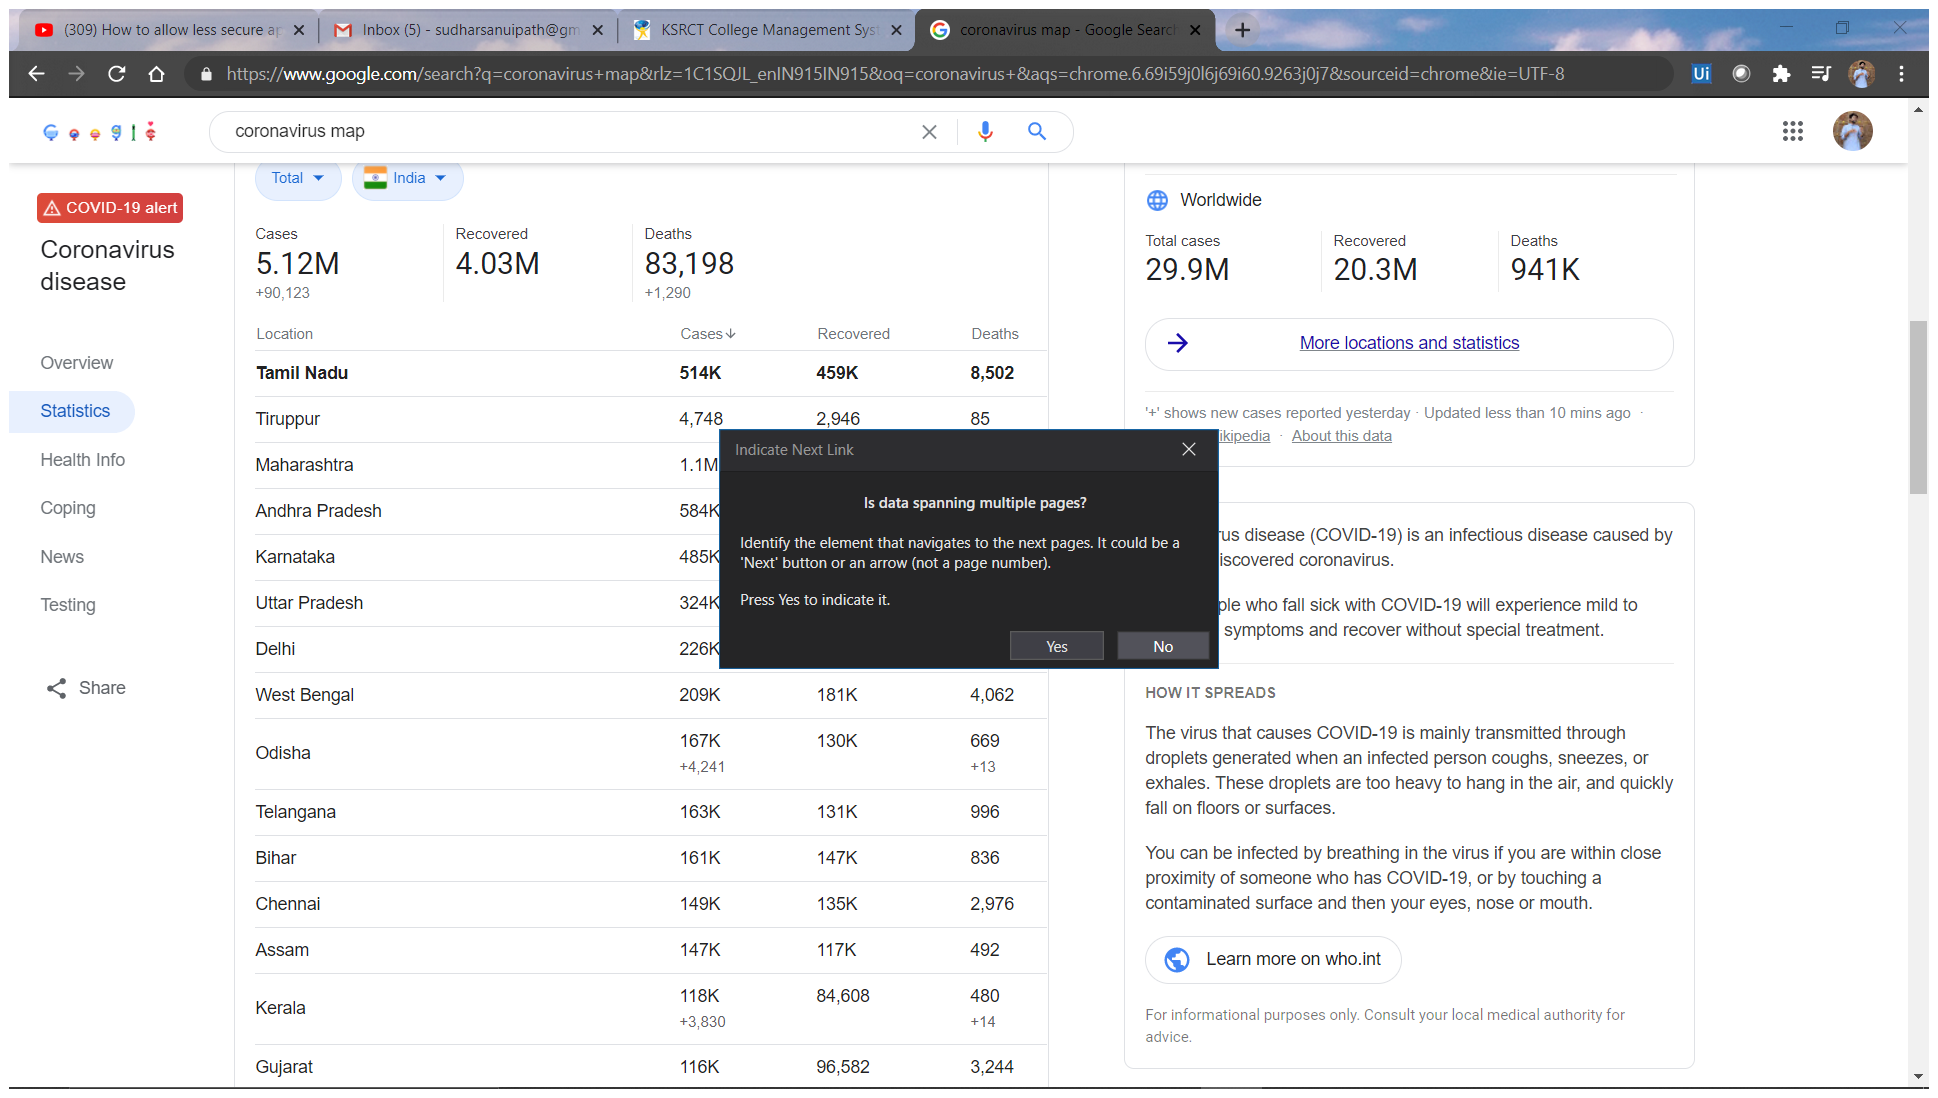 (309) How to allow less secure ap
Inbox (5) - sudharsanuipath@gm
KSRCT College Management Syst
coronavirus map - Google Search
https://www.google.com/search?q=coronavirus+map&rlz=1C1SQJL_enIN915IN915&oq=coronavirus+&aqs=chrome.6.69i59j0l6j69i60.9263j0j7&sourceid=chrome&ie=UTF-8
Ui
Google
coronavirus map
COVID-19 alert
Coronavirus
disease
Overview
Statistics
Health Info
Coping
News
Testing
Share
Total
India
Cases Recovered Deaths
5.12M 4.03M 83,198
+90,123 +1,290
Location Cases Recovered Deaths
Tamil Nadu 514K 459K 8,502
Tiruppur 4,748 2,946 85
Maharashtra 1.1M
Andhra Pradesh 584K
Karnataka 485K
Uttar Pradesh 324K
Delhi 226K
West Bengal 209K 181K 4,062
Odisha 167K 130K 669
+4,241 +13
Telangana 163K 131K 996
Bihar 161K 147K 836
Chennai 149K 135K 2,976
Assam 147K 117K 492
Kerala 118K 84,608 480
+3,830 +14
Gujarat 116K 96,582 3,244
Indicate Next Link
Is data spanning multiple pages?
Identify the element that navigates to the next pages. It could be a
'Next' button or an arrow (not a page number).
Press Yes to indicate it.
Yes No
Worldwide
Total cases Recovered Deaths
29.9M 20.3M 941K
More locations and statistics
'+' shows new cases reported yesterday · Updated less than 10 mins ago ·
ikipedia · About this data
rus disease (COVID-19) is an infectious disease caused by
iscovered coronavirus.
ple who fall sick with COVID-19 will experience mild to
symptoms and recover without special treatment.
HOW IT SPREADS
The virus that causes COVID-19 is mainly transmitted through
droplets generated when an infected person coughs, sneezes, or
exhales. These droplets are too heavy to hang in the air, and quickly
fall on floors or surfaces.
You can be infected by breathing in the virus if you are within close
proximity of someone who has COVID-19, or by touching a
contaminated surface and then your eyes, nose or mouth.
Learn more on who.int
For informational purposes only. Consult your local medical authority for
advice.